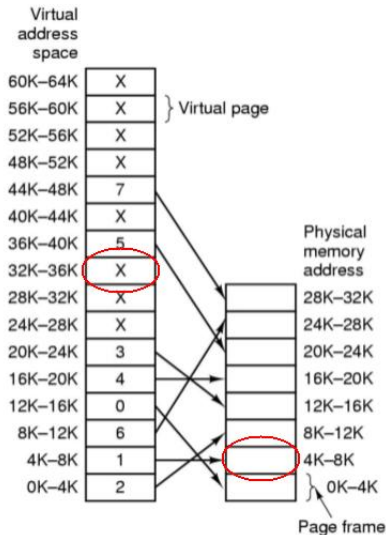 Virtual
address
space
60K–64K X
56K–60K X } Virtual page
52K–56K X
48K–52K X
44K–48K 7
40K–44K X
36K–40K 5
32K–36K X
28K–32K X
24K–28K X
20K–24K 3
16K–20K 4
12K–16K 0
8K–12K 6
4K–8K 1
0K–4K 2
Physical
memory
address
28K–32K
24K–28K
20K–24K
16K–20K
12K–16K
8K–12K
4K–8K
} 0K–4K
Page frame